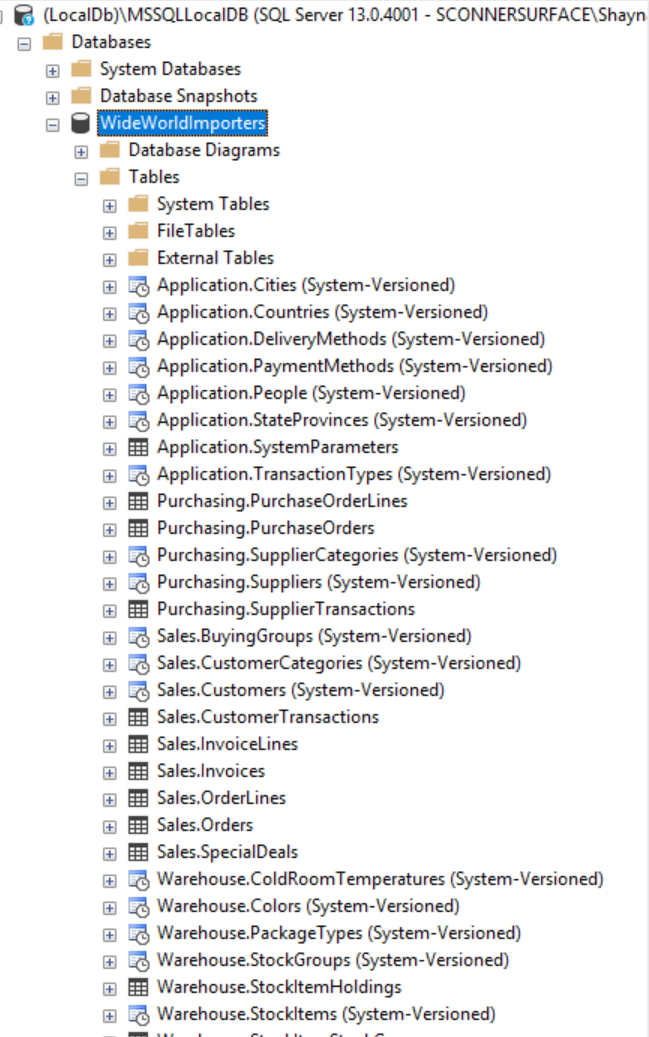 (LocalDb)\MSSQLLocalDB (SQL Server 13.0.4001 - SCONNERSURFACE\Shayn
Databases
System Databases
Database Snapshots
WideWorldImporters
Database Diagrams
Tables
System Tables
FileTables
External Tables
Application.Cities (System-Versioned)
Application.Countries (System-Versioned)
Application.DeliveryMethods (System-Versioned)
Application.PaymentMethods (System-Versioned)
Application.People (System-Versioned)
Application.StateProvinces (System-Versioned)
Application.SystemParameters
Application.TransactionTypes (System-Versioned)
Purchasing.PurchaseOrderLines
Purchasing.PurchaseOrders
Purchasing.SupplierCategories (System-Versioned)
Purchasing.Suppliers (System-Versioned)
Purchasing.SupplierTransactions
Sales.BuyingGroups (System-Versioned)
Sales.CustomerCategories (System-Versioned)
Sales.Customers (System-Versioned)
Sales.CustomerTransactions
Sales.InvoiceLines
Sales.Invoices
Sales.OrderLines
Sales.Orders
Sales.SpecialDeals
Warehouse.ColdRoomTemperatures (System-Versioned)
Warehouse.Colors (System-Versioned)
Warehouse.PackageTypes (System-Versioned)
Warehouse.StockGroups (System-Versioned)
Warehouse.StockItemHoldings
Warehouse.StockItems (System-Versioned)